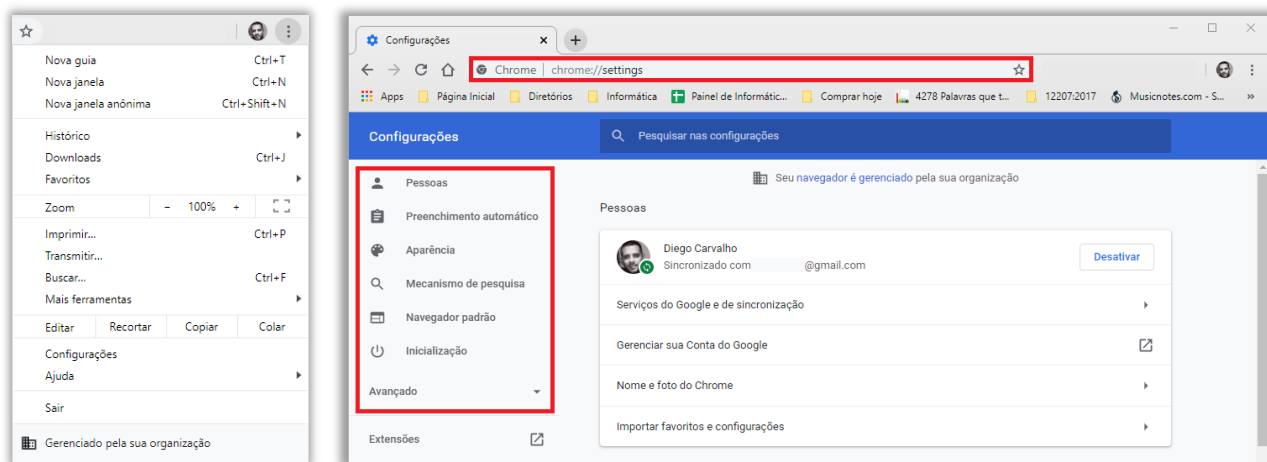 Nova guia Ctrl+T
Nova janela Ctrl+N
Nova janela anônima Ctrl+Shift+N
Histórico
Downloads Ctrl+J
Favoritos
Zoom - 100% +
Imprimir... Ctrl+P
Transmitir...
Buscar... Ctrl+F
Mais ferramentas
Editar Recortar Copiar Colar
Configurações
Ajuda
Sair
Gerenciado pela sua organização
Configurações
Chrome | chrome://settings
Apps Página Inicial Diretórios Informática Painel de Informátic... Comprar hoje 4278 Palavras que t... 12207:2017 Musicnotes.com - S... »
Configurações
Pesquisar nas configurações
Pessoas
Preenchimento automático
Aparência
Mecanismo de pesquisa
Navegador padrão
Inicialização
Avançado
Extensões
Seu navegador é gerenciado pela sua organização
Pessoas
Diego Carvalho
Sincronizado com @gmail.com
Desativar
Serviços do Google e de sincronização
Gerenciar sua Conta do Google
Nome e foto do Chrome
Importar favoritos e configurações